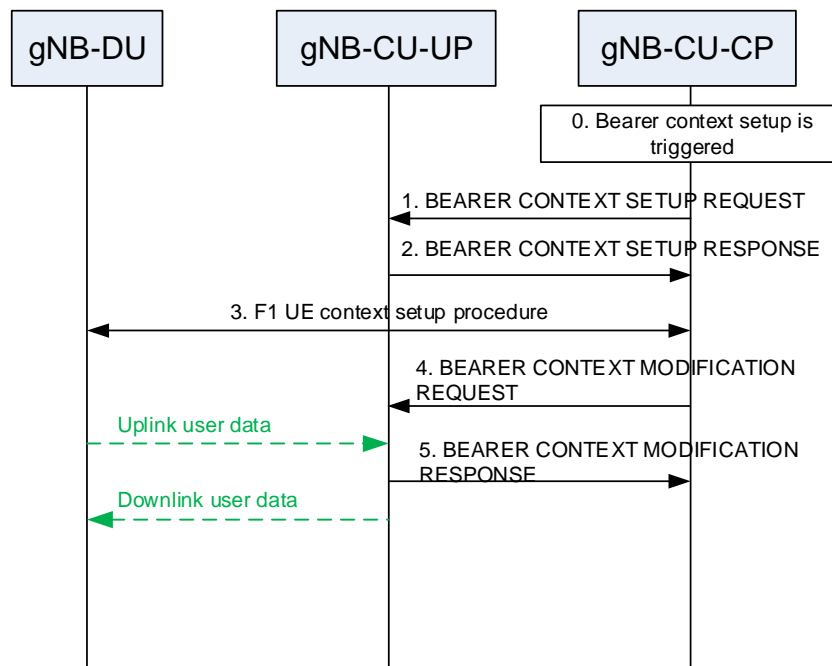 gNB-DU
gNB-CU-UP
gNB-CU-CP
0. Bearer context setup is
triggered
1. BEARER CONTEXT SETUP REQUEST
2. BEARER CONTEXT SETUP RESPONSE
3. F1 UE context setup procedure
4. BEARER CONTEXT MODIFICATION
REQUEST
Uplink user data
5. BEARER CONTEXT MODIFICATION
RESPONSE
Downlink user data